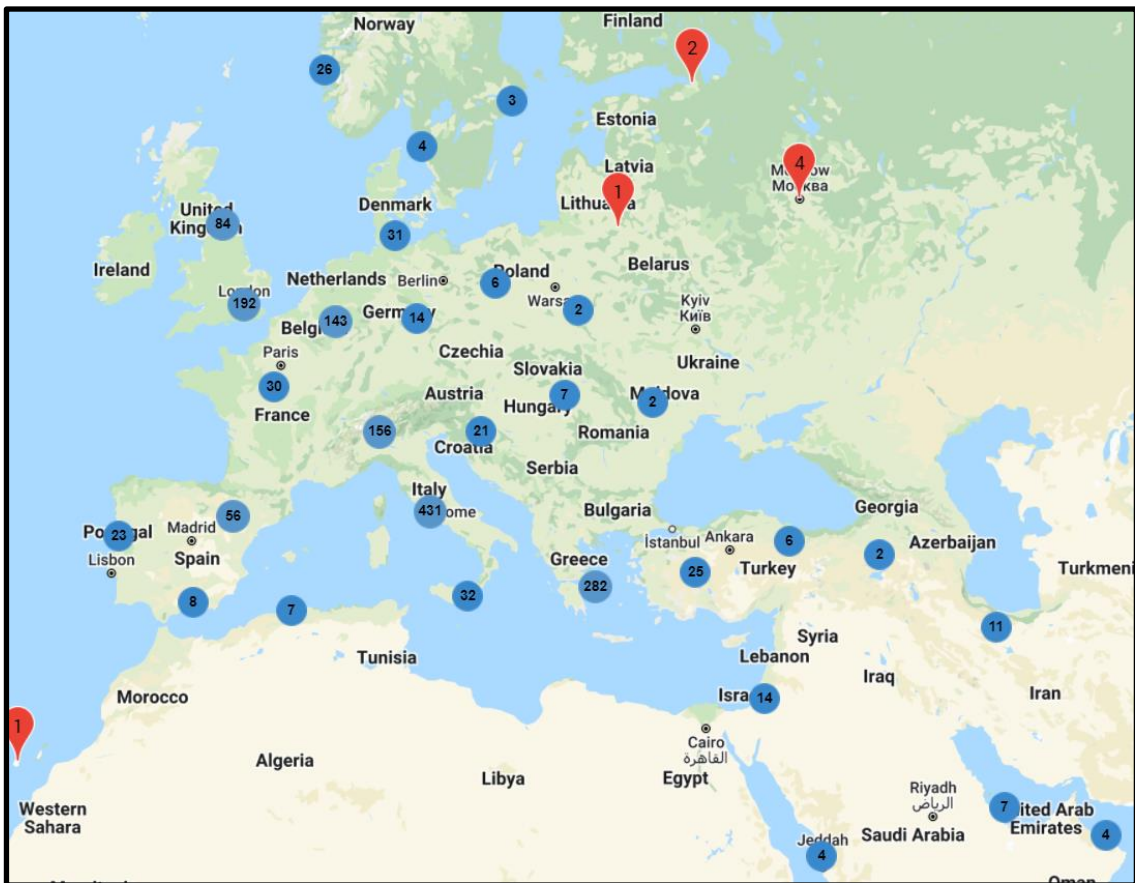 Norway
Finland
2
26
3
Estonia
4
Latvia
4
Moscow
Москва
1
Lithuania
Denmark
United
Kingdom
84
31
Ireland
Netherlands
Berlin
Poland
6
Belarus
Warsa
2
London
192
Belgium
143
Germany
14
Kyiv
Київ
Paris
Czechia
Ukraine
30
France
Slovakia
Austria
7
Hungary
Moldova
2
156
21
Croatia
Romania
Serbia
Italy
431
Rome
56
Bulgaria
Georgia
Portugal
23
Madrid
Spain
İstanbul
Ankara
6
Azerbaijan
2
Lisbon
Greece
282
25
Turkey
Turkmeni
8
7
32
11
Syria
Tunisia
Lebanon
Iraq
Iran
Morocco
Isra
14
1
Cairo
القاهرة
Algeria
Libya
Egypt
Riyadh
الرياض
Western
Sahara
7
United Arab
Emirates
4
Saudi Arabia
Jeddah
4
Oman